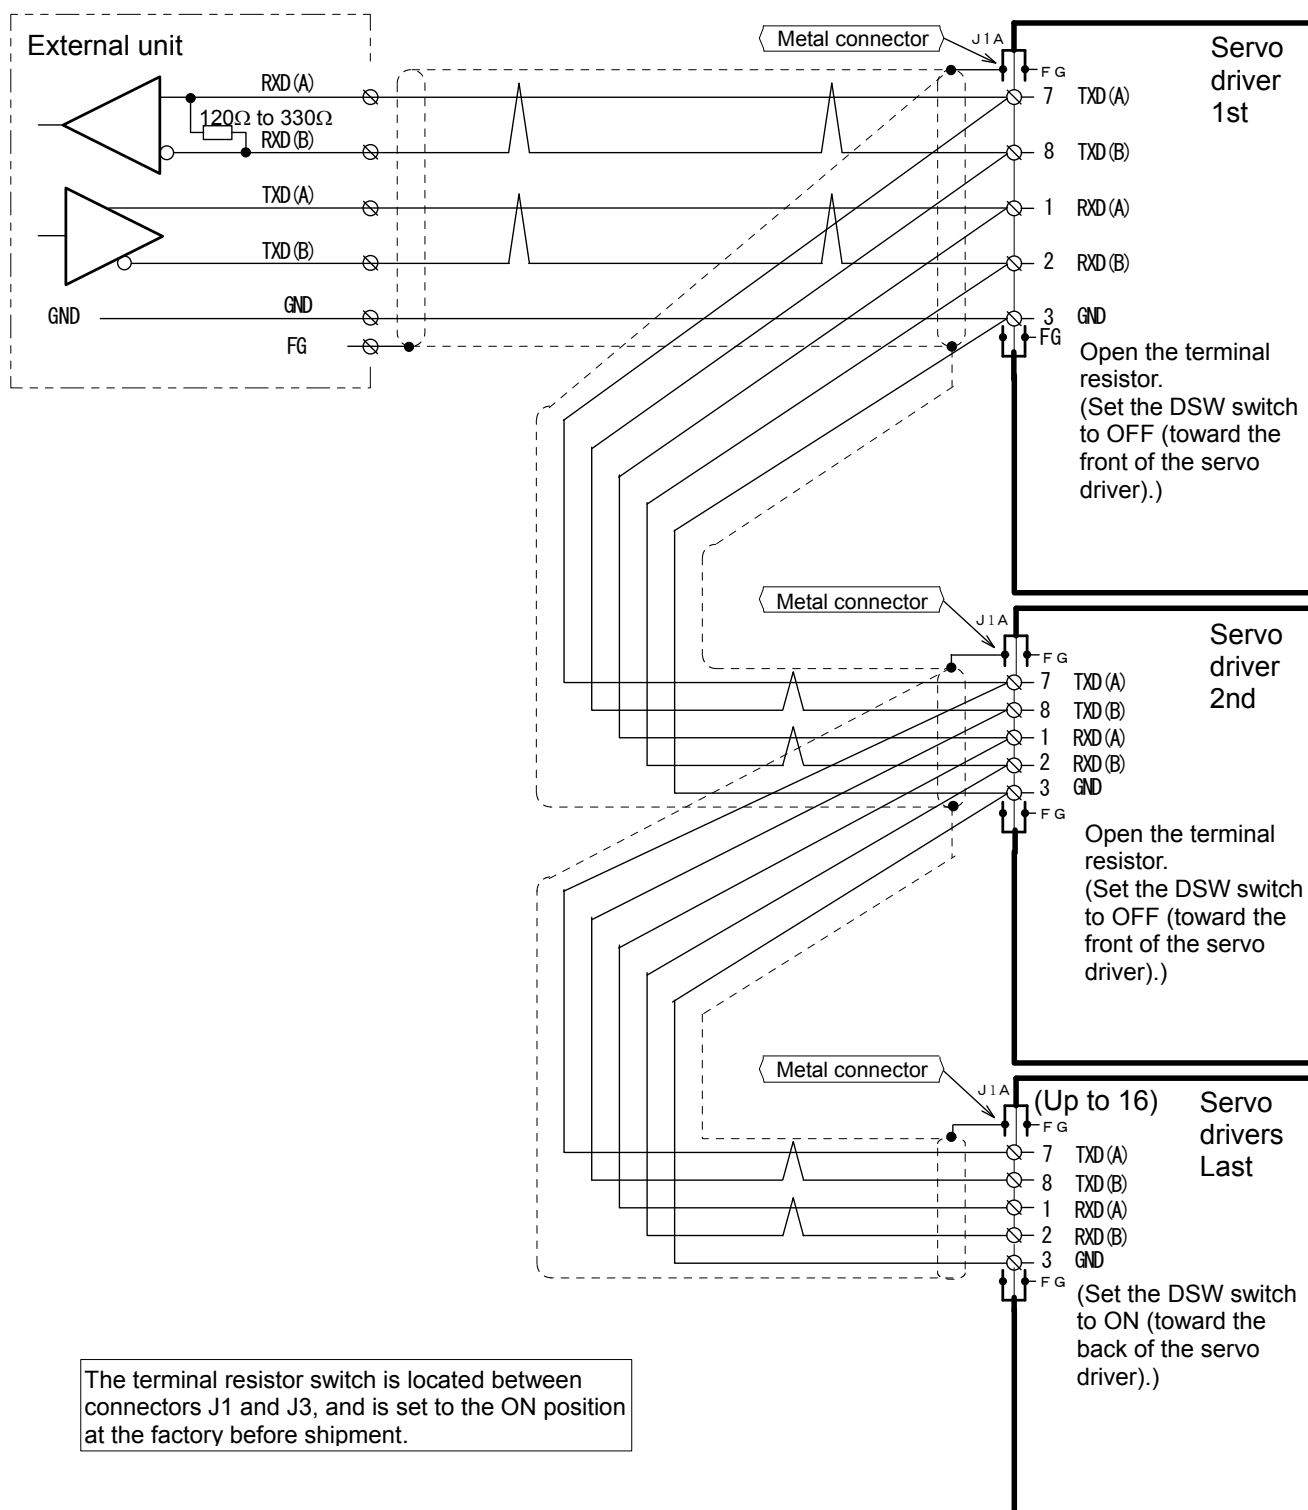 External unit
RXD(A)
120Ω to 330Ω
RXD(B)
TXD(A)
TXD(B)
GND
GND
FG
Metal connector
J1A
FG
Servo
driver
1st
7 TXD(A)
8 TXD(B)
1 RXD(A)
2 RXD(B)
3 GND
FG
Open the terminal
resistor.
(Set the DSW switch
to OFF (toward the
front of the servo
driver).)
Metal connector
J1A
FG
Servo
driver
2nd
7 TXD(A)
8 TXD(B)
1 RXD(A)
2 RXD(B)
3 GND
FG
Open the terminal
resistor.
(Set the DSW switch
to OFF (toward the
front of the servo
driver).)
Metal connector
J1A
(Up to 16)
FG
Servo
drivers
Last
7 TXD(A)
8 TXD(B)
1 RXD(A)
2 RXD(B)
3 GND
FG
(Set the DSW switch
to ON (toward the
back of the servo
driver).)
The terminal resistor switch is located between
connectors J1 and J3, and is set to the ON position
at the factory before shipment.